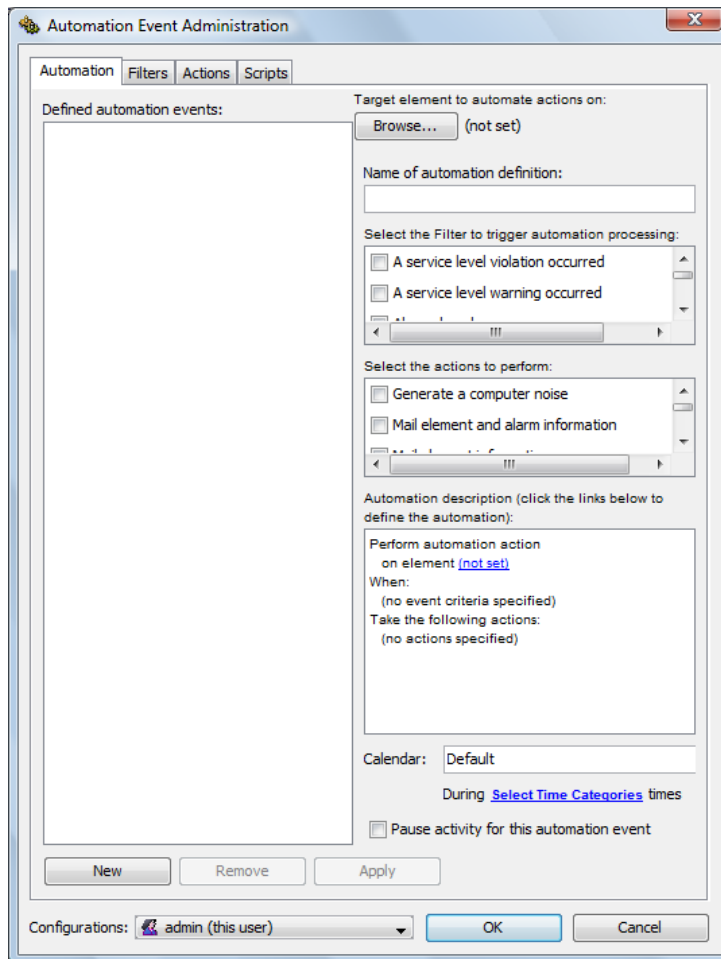 Automation Event Administration
Automation Filters Actions Scripts
Defined automation events:
Target element to automate actions on:
Browse... (not set)
Name of automation definition:
Select the Filter to trigger automation processing:
A service level violation occurred
A service level warning occurred
Select the actions to perform:
Generate a computer noise
Mail element and alarm information
Automation description (click the links below to
define the automation):
Perform automation action
on element (not set)
When:
(no event criteria specified)
Take the following actions:
(no actions specified)
Calendar: Default
During Select Time Categories times
Pause activity for this automation event
New Remove Apply
Configurations: admin (this user) OK Cancel